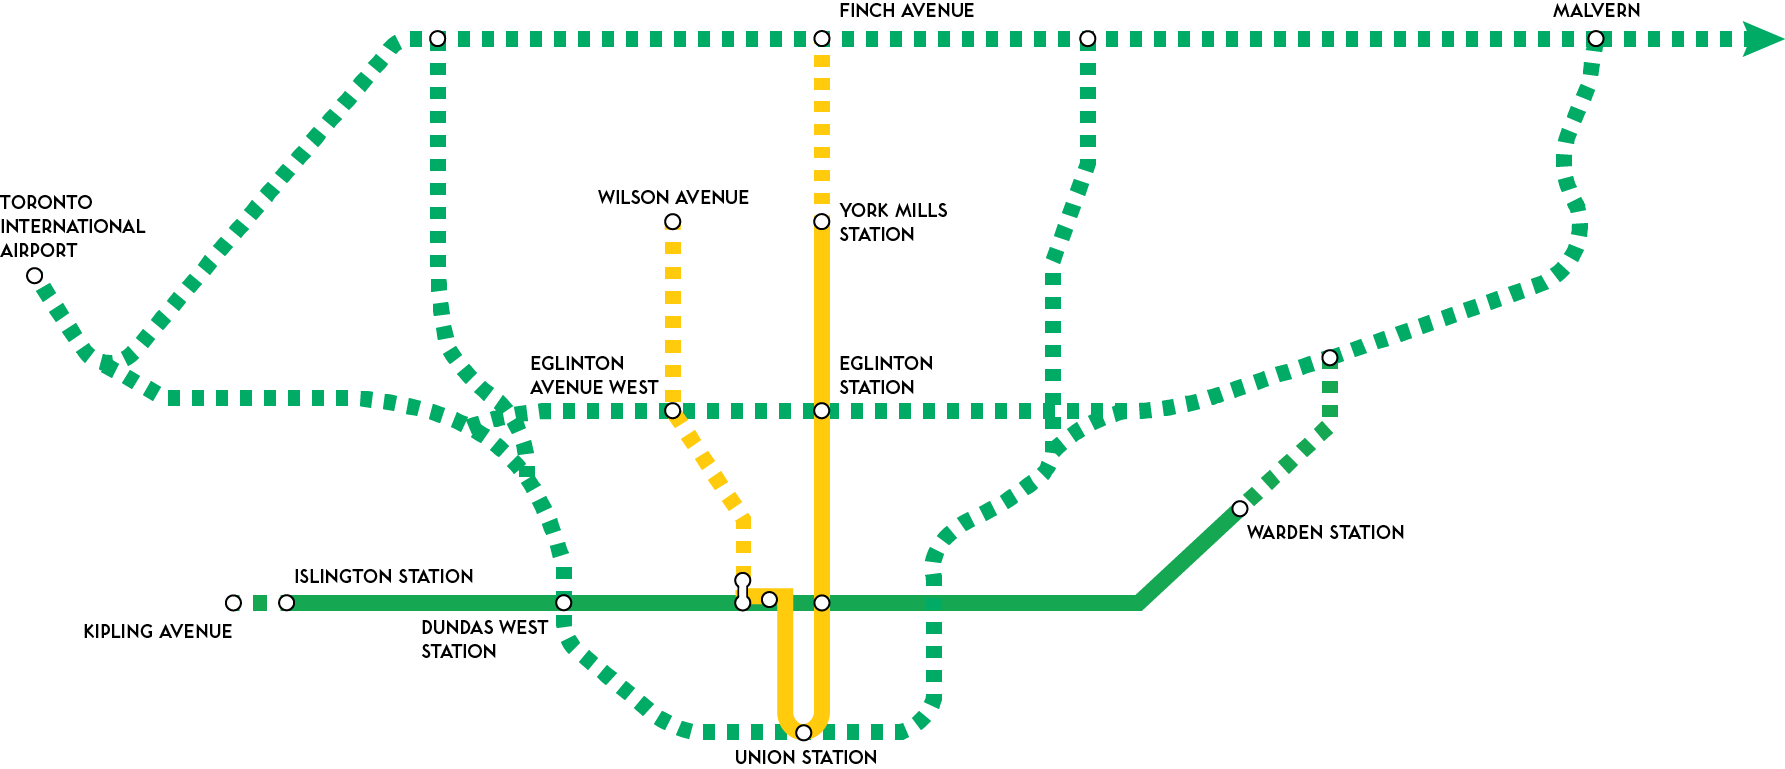 FINCH AVENUE
MALVERN
TORONTO
INTERNATIONAL
AIRPORT
WILSON AVENUE
YORK MILLS
STATION
EGLINTON
AVENUE WEST
EGLINTON
STATION
WARDEN STATION
ISLINGTON STATION
KIPLING AVENUE
DUNDAS WEST
STATION
UNION STATION